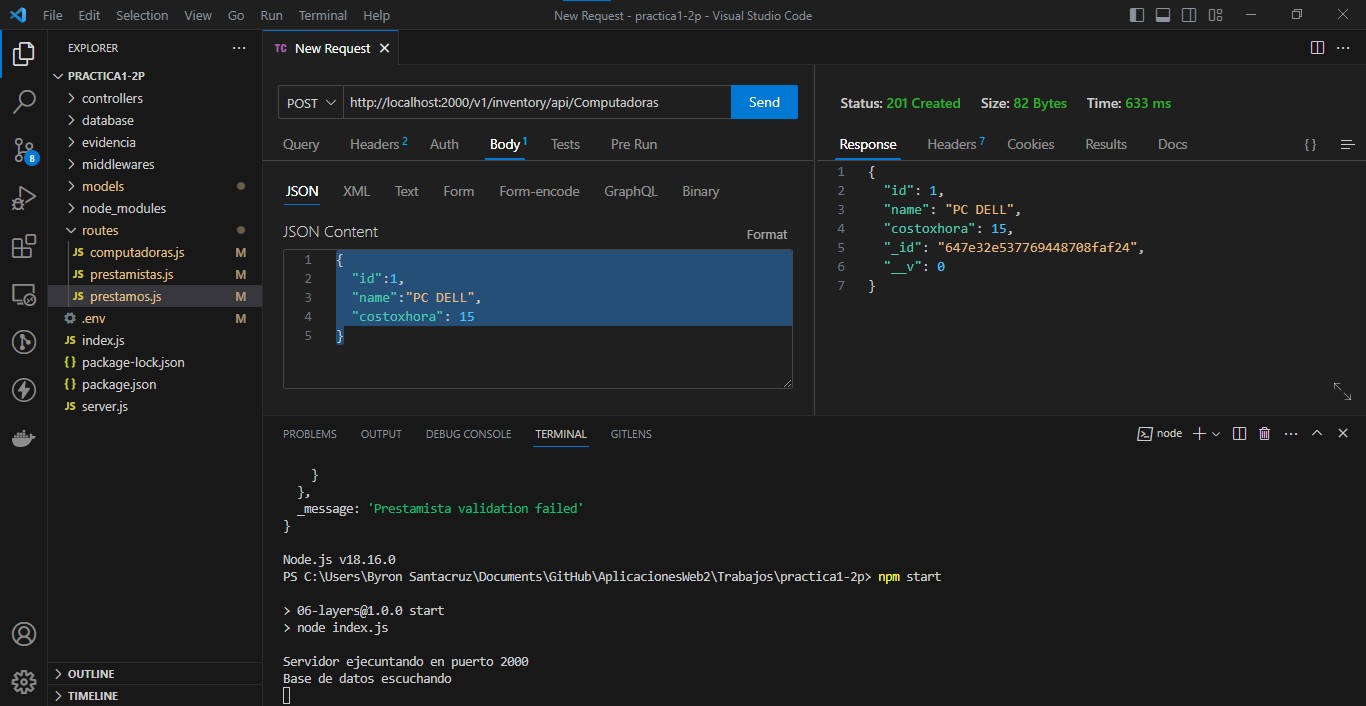 File Edit Selection View Go Run Terminal Help
New Request - practica1-2p - Visual Studio Code
EXPLORER
PRACTICA1-2P
controllers
database
evidencia
middlewares
models
node_modules
routes
JS computadoras.js M
JS prestamistas.js M
JS prestamos.js M
.env M
JS index.js
{} package-lock.json
{} package.json
JS server.js
OUTLINE
TIMELINE
8
TC New Request
POST http://localhost:2000/v1/inventory/api/Computadoras Send
Query Headers 2 Auth Body 1 Tests Pre Run
JSON XML Text Form Form-encode GraphQL Binary
JSON Content Format
1 {
2 "id":1,
3 "name":"PC DELL",
4 "costoxhora": 15
5 }
Status: 201 Created Size: 82 Bytes Time: 633 ms
Response Headers 7 Cookies Results Docs {}
1 {
2 "id": 1,
3 "name": "PC DELL",
4 "costoxhora": 15,
5 "_id": "647e32e537769448708faf24",
6 "__v": 0
7 }
PROBLEMS OUTPUT DEBUG CONSOLE TERMINAL GITLENS
node
}
},
_message: 'Prestamista validation failed'
}
Node.js v18.16.0
PS C:\Users\Byron Santacruz\Documents\GitHub\AplicacionesWeb2\Trabajos\practica1-2p> npm start
> 06-layers@1.0.0 start
> node index.js
Servidor ejecuntando en puerto 2000
Base de datos escuchando